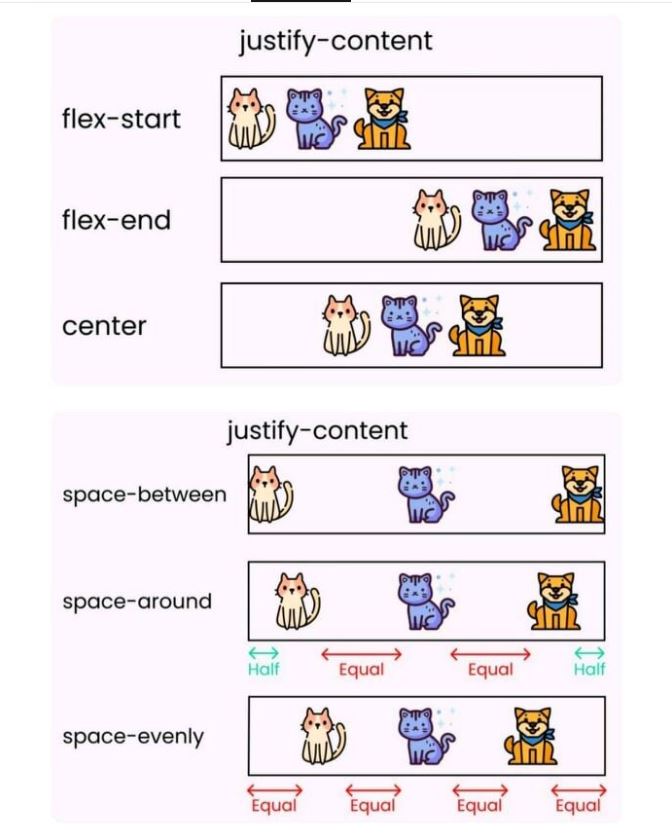 justify-content
flex-start
flex-end
center
justify-content
space-between
space-around
Half Equal Equal Half
space-evenly
Equal Equal Equal Equal